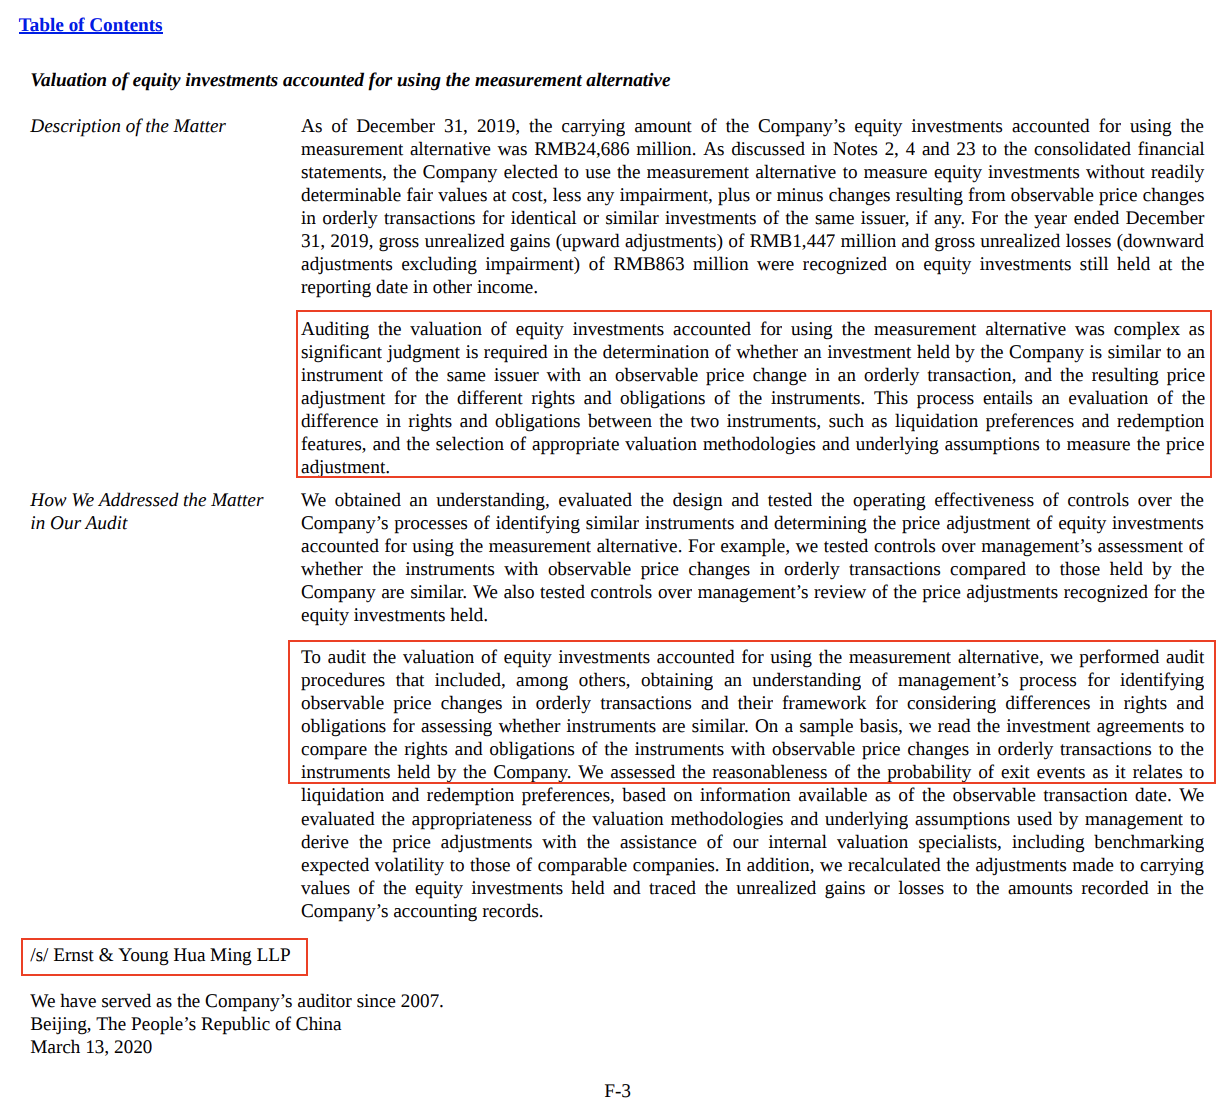 Table of Contents
Valuation of equity investments accounted for using the measurement alternative
Description of the Matter
As of December 31, 2019, the carrying amount of the Company’s equity investments accounted for using the
measurement alternative was RMB24,686 million. As discussed in Notes 2, 4 and 23 to the consolidated financial
statements, the Company elected to use the measurement alternative to measure equity investments without readily
determinable fair values at cost, less any impairment, plus or minus changes resulting from observable price changes
in orderly transactions for identical or similar investments of the same issuer, if any. For the year ended December
31, 2019, gross unrealized gains (upward adjustments) of RMB1,447 million and gross unrealized losses (downward
adjustments excluding impairment) of RMB863 million were recognized on equity investments still held at the
reporting date in other income.
Auditing the valuation of equity investments accounted for using the measurement alternative was complex as
significant judgment is required in the determination of whether an investment held by the Company is similar to an
instrument of the same issuer with an observable price change in an orderly transaction, and the resulting price
adjustment for the different rights and obligations of the instruments. This process entails an evaluation of the
difference in rights and obligations between the two instruments, such as liquidation preferences and redemption
features, and the selection of appropriate valuation methodologies and underlying assumptions to measure the price
adjustment.
How We Addressed the Matter
in Our Audit
We obtained an understanding, evaluated the design and tested the operating effectiveness of controls over the
Company’s processes of identifying similar instruments and determining the price adjustment of equity investments
accounted for using the measurement alternative. For example, we tested controls over management’s assessment of
whether the instruments with observable price changes in orderly transactions compared to those held by the
Company are similar. We also tested controls over management’s review of the price adjustments recognized for the
equity investments held.
To audit the valuation of equity investments accounted for using the measurement alternative, we performed audit
procedures that included, among others, obtaining an understanding of management’s process for identifying
observable price changes in orderly transactions and their framework for considering differences in rights and
obligations for assessing whether instruments are similar. On a sample basis, we read the investment agreements to
compare the rights and obligations of the instruments with observable price changes in orderly transactions to the
instruments held by the Company. We assessed the reasonableness of the probability of exit events as it relates to
liquidation and redemption preferences, based on information available as of the observable transaction date. We
evaluated the appropriateness of the valuation methodologies and underlying assumptions used by management to
derive the price adjustments with the assistance of our internal valuation specialists, including benchmarking
expected volatility to those of comparable companies. In addition, we recalculated the adjustments made to carrying
values of the equity investments held and traced the unrealized gains or losses to the amounts recorded in the
Company’s accounting records.
/s/ Ernst & Young Hua Ming LLP
We have served as the Company’s auditor since 2007.
Beijing, The People’s Republic of China
March 13, 2020
F-3